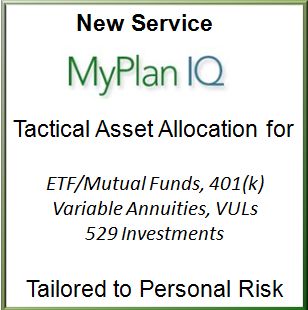 New Service
MyPlan IQ
Tactical Asset Allocation for
ETF/Mutual Funds, 401(k)
Variable Annuities, VULs
529 Investments
Tailored to Personal Risk